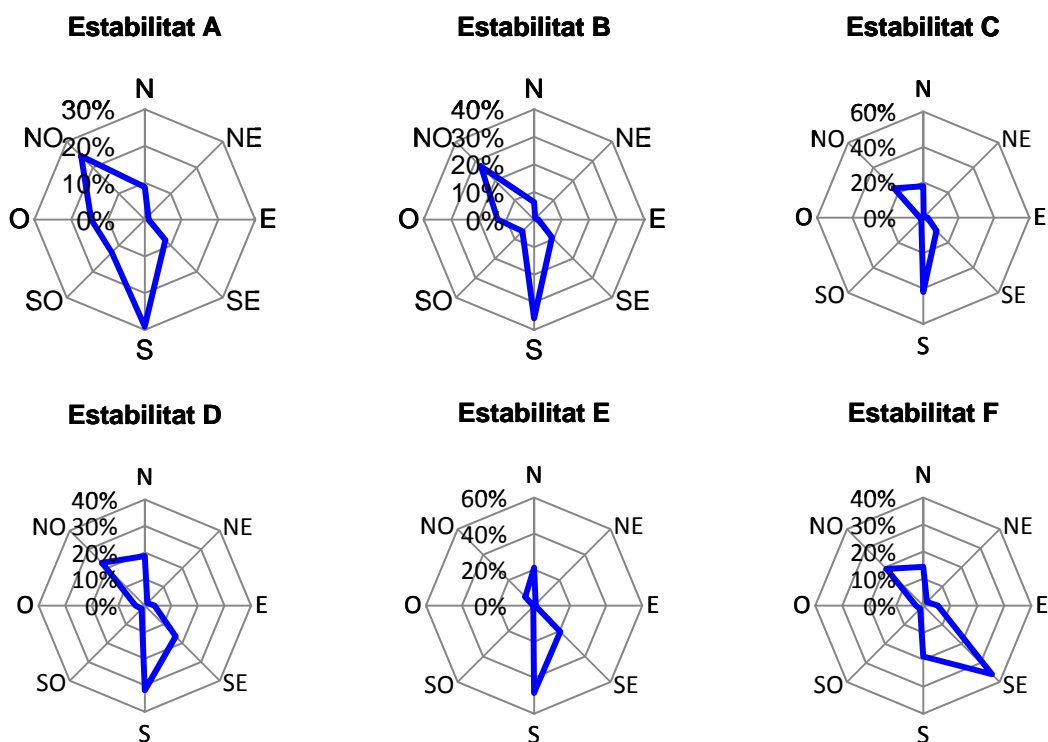 Estabilitat A
N
30%
NO
NE
20%
10%
O
0%
E
SO
SE
S
Estabilitat B
N
40%
NO
30%
NE
20%
10%
O
0%
E
SO
SE
S
Estabilitat C
N
60%
NO
40%
NE
20%
O
0%
E
SO
SE
S
Estabilitat D
N
40%
NO
30%
NE
20%
10%
O
0%
E
SO
SE
S
Estabilitat E
N
60%
NO
40%
NE
20%
O
0%
E
SO
SE
S
Estabilitat F
N
40%
NO
30%
NE
20%
10%
O
0%
E
SO
SE
S